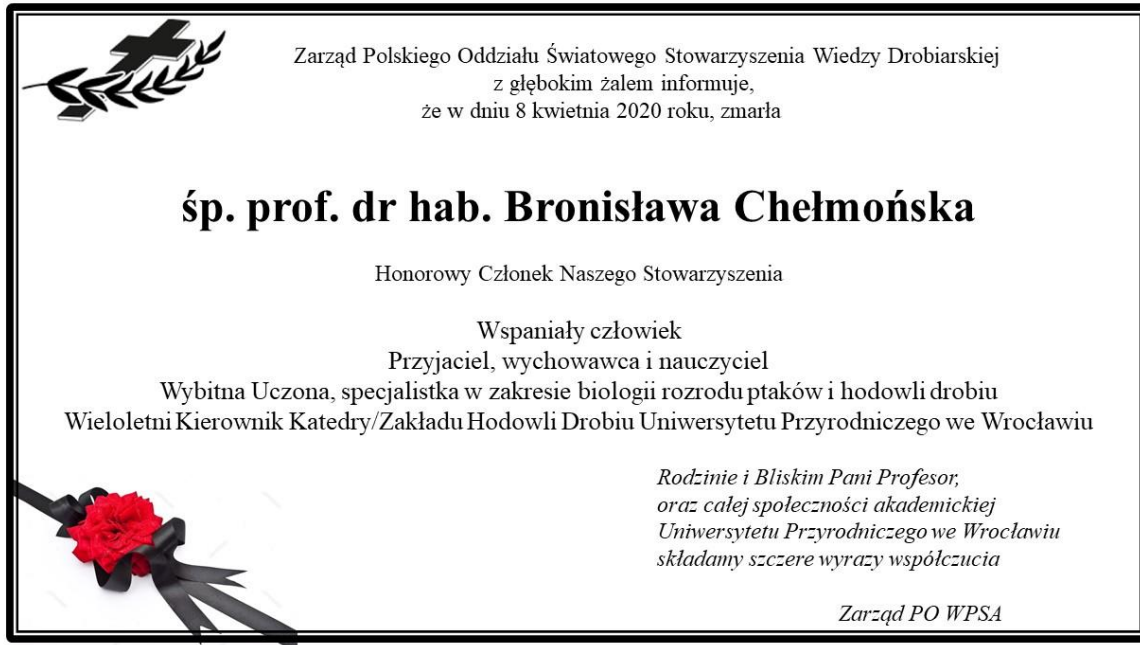 Zarząd Polskiego Oddziału Światowego Stowarzyszenia Wiedzy Drobiarskiej
z głębokim żalem informuje,
że w dniu 8 kwietnia 2020 roku, zmarła
śp. prof. dr hab. Bronisława Chełmońska
Honorowy Członek Naszego Stowarzyszenia
Wspaniały człowiek
Przyjaciel, wychowawca i nauczyciel
Wybitna Uczona, specjalistka w zakresie biologii rozrodu ptaków i hodowli drobiu
Wieloletni Kierownik Katedry/Zakładu Hodowli Drobiu Uniwersytetu Przyrodniczego we Wrocławiu
Rodzinie i Bliskim Pani Profesor,
oraz całej społeczności akademickiej
Uniwersytetu Przyrodniczego we Wrocławiu
składamy szczere wyrazy współczucia
Zarząd PO WPSA